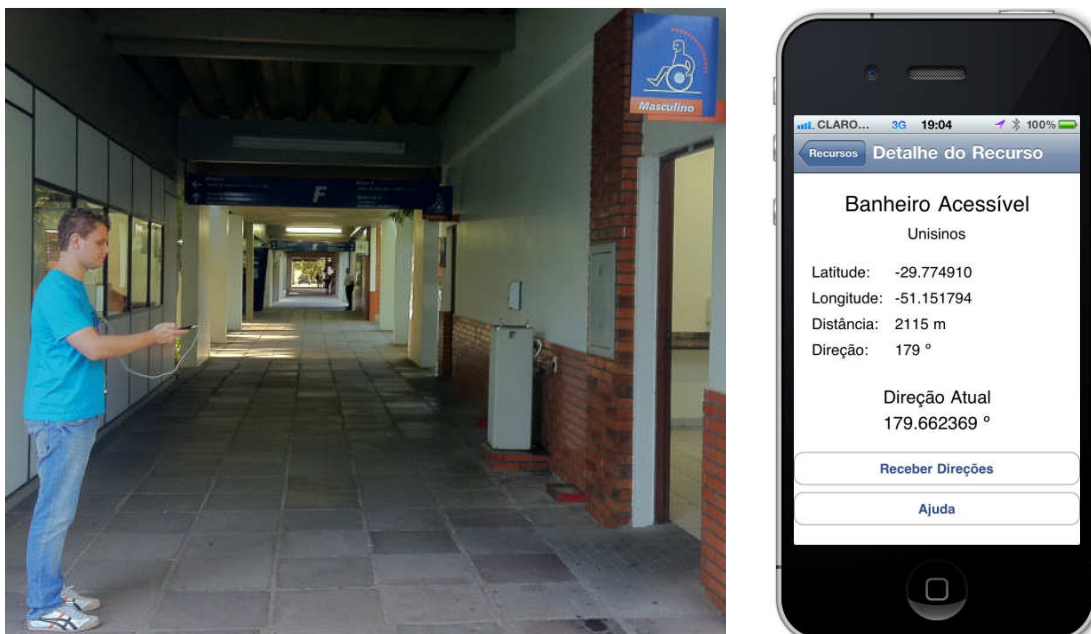 Masculino
F
CLARO... 3G 19:04 100%
Recursos Detalhe do Recurso
Banheiro Acessível
Unisinos
Latitude: -29.774910
Longitude: -51.151794
Distância: 2115 m
Direção: 179 º
Direção Atual
179.662369 º
Receber Direções
Ajuda